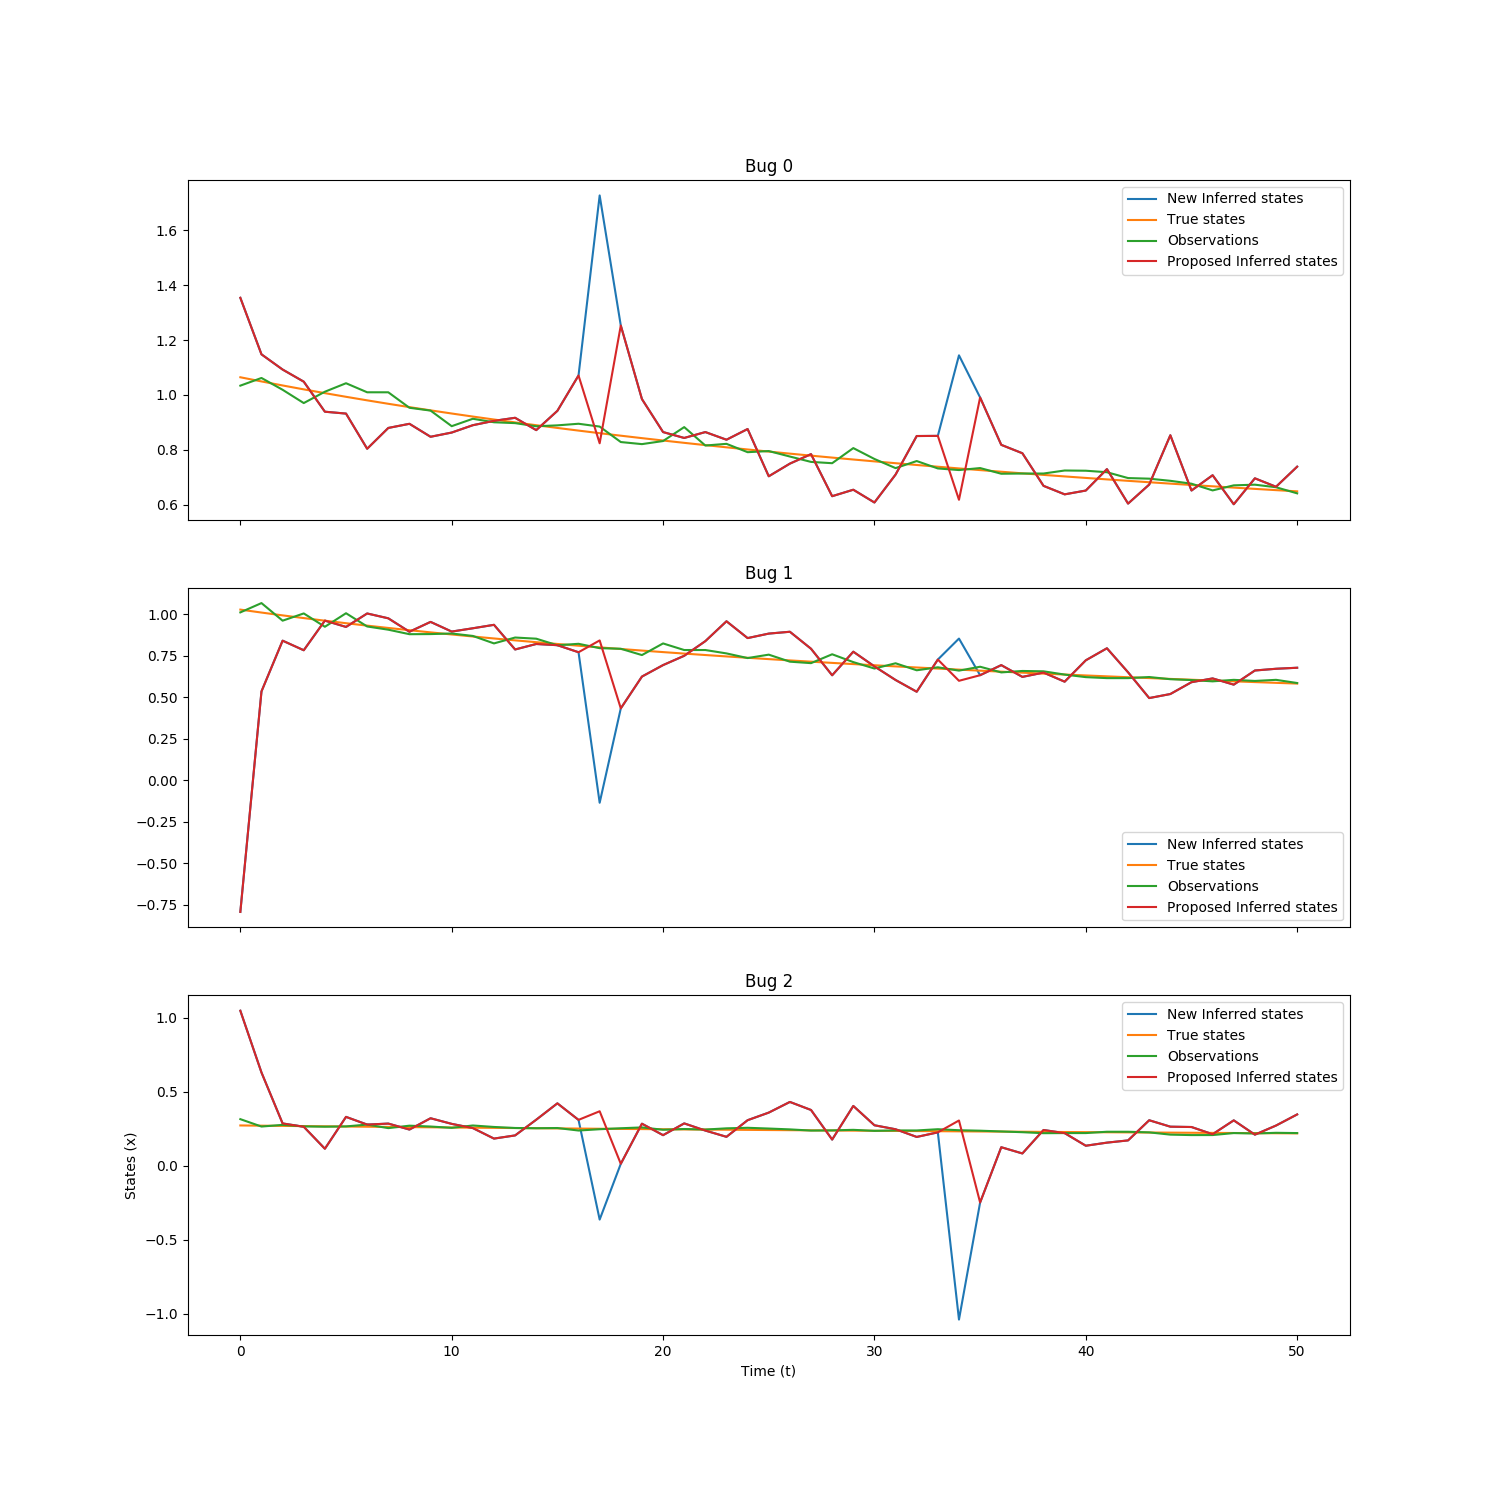 Bug 0
1.6
1.4
1.2
1.0
0.8
0.6
New Inferred states
True states
Observations
Proposed Inferred states
Bug 1
1.00
0.75
0.50
0.25
0.00
−0.25
−0.50
−0.75
New Inferred states
True states
Observations
Proposed Inferred states
Bug 2
1.0
0.5
0.0
−0.5
−1.0
States (x)
New Inferred states
True states
Observations
Proposed Inferred states
0 10 20 30 40 50
Time (t)